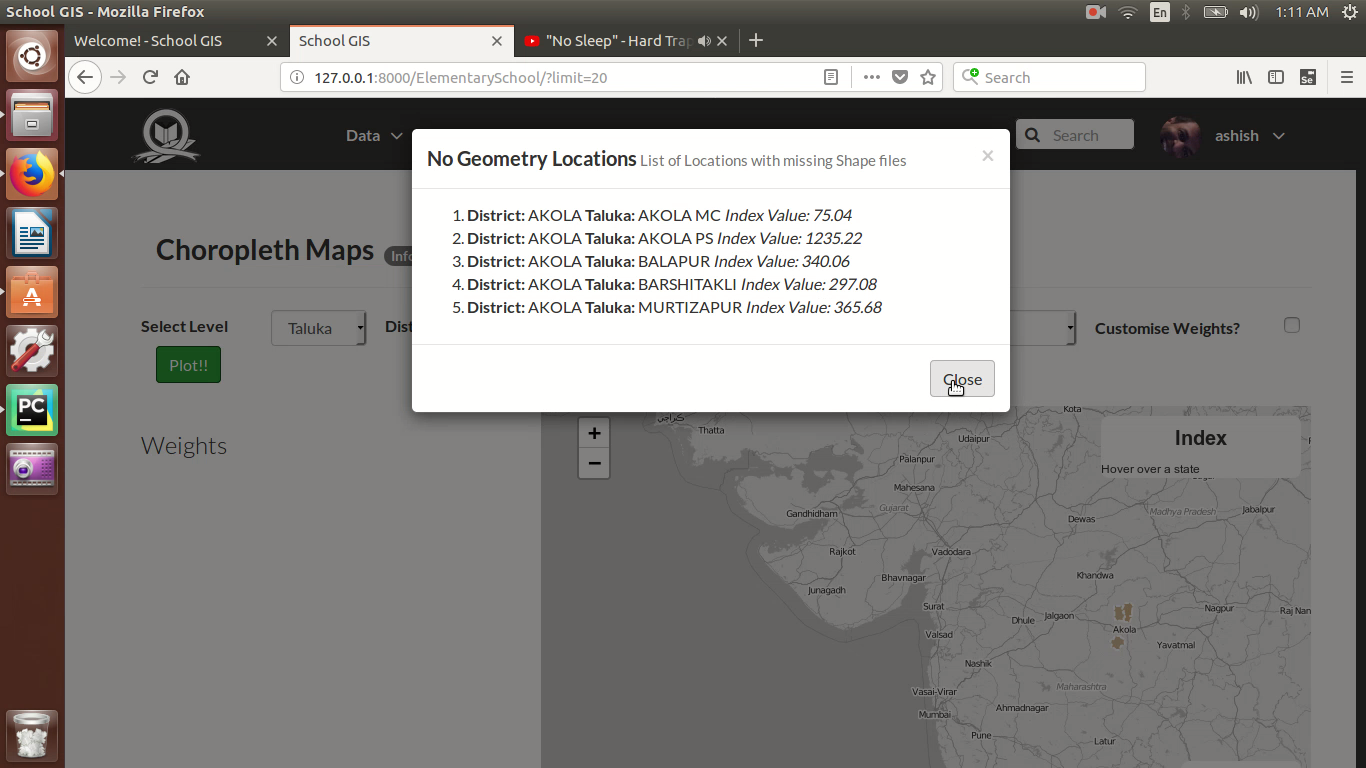 School GIS - Mozilla Firefox
En
1:11 AM
Welcome! - School GIS
School GIS
"No Sleep" - Hard Trap
127.0.0.1:8000/ElementarySchool/?limit=20
Search
Se
Data
Search
ashish
No Geometry Locations List of Locations with missing Shape files
×
1. District: AKOLA Taluka: AKOLA MC Index Value: 75.04
2. District: AKOLA Taluka: AKOLA PS Index Value: 1235.22
3. District: AKOLA Taluka: BALAPUR Index Value: 340.06
4. District: AKOLA Taluka: BARSHITAKLI Index Value: 297.08
5. District: AKOLA Taluka: MURTIZAPUR Index Value: 365.68
Close
Choropleth Maps Info
Select Level
Taluka
Dist
Customise Weights?
Plot!!
Weights
+
−
Index
Hover over a state
PC
كراچي
Thatta
Kota
Udaipur
Palanpur
Mahesana
Gandhidham
Gujarat
Madhya Pradesh
Jabalpur
Dewas
Rajkot
Vadodara
Bhavnagar
Khandwa
Junagadh
Surat
Dhule
Jalgaon
Nagpur
Raj Nan
Akola
Valsad
Yavatmal
Nashik
Vasai-Virar
Maharashtra
Mumbai
Ahmadnagar
Pune
Latur